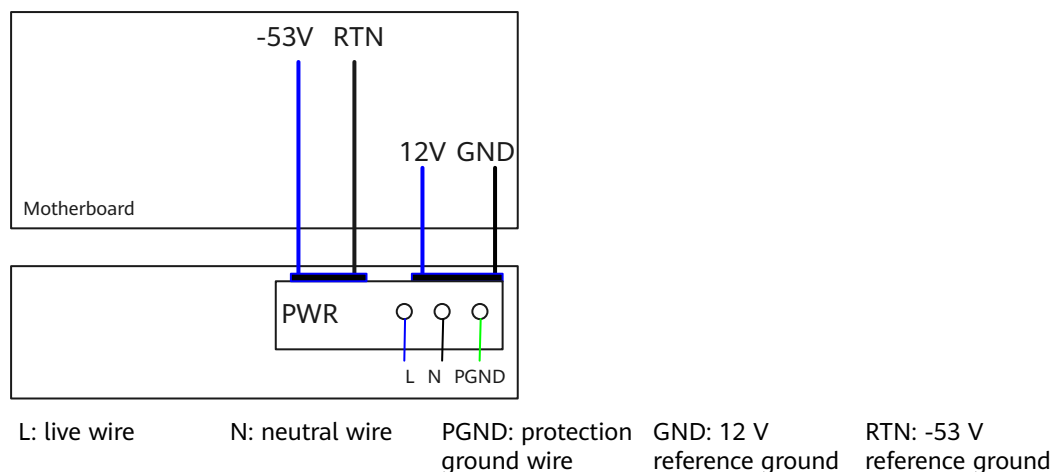 -53V RTN
12V GND
Motherboard
PWR
L N PGND
L: live wire
N: neutral wire
PGND: protection
ground wire
GND: 12 V
reference ground
RTN: -53 V
reference ground